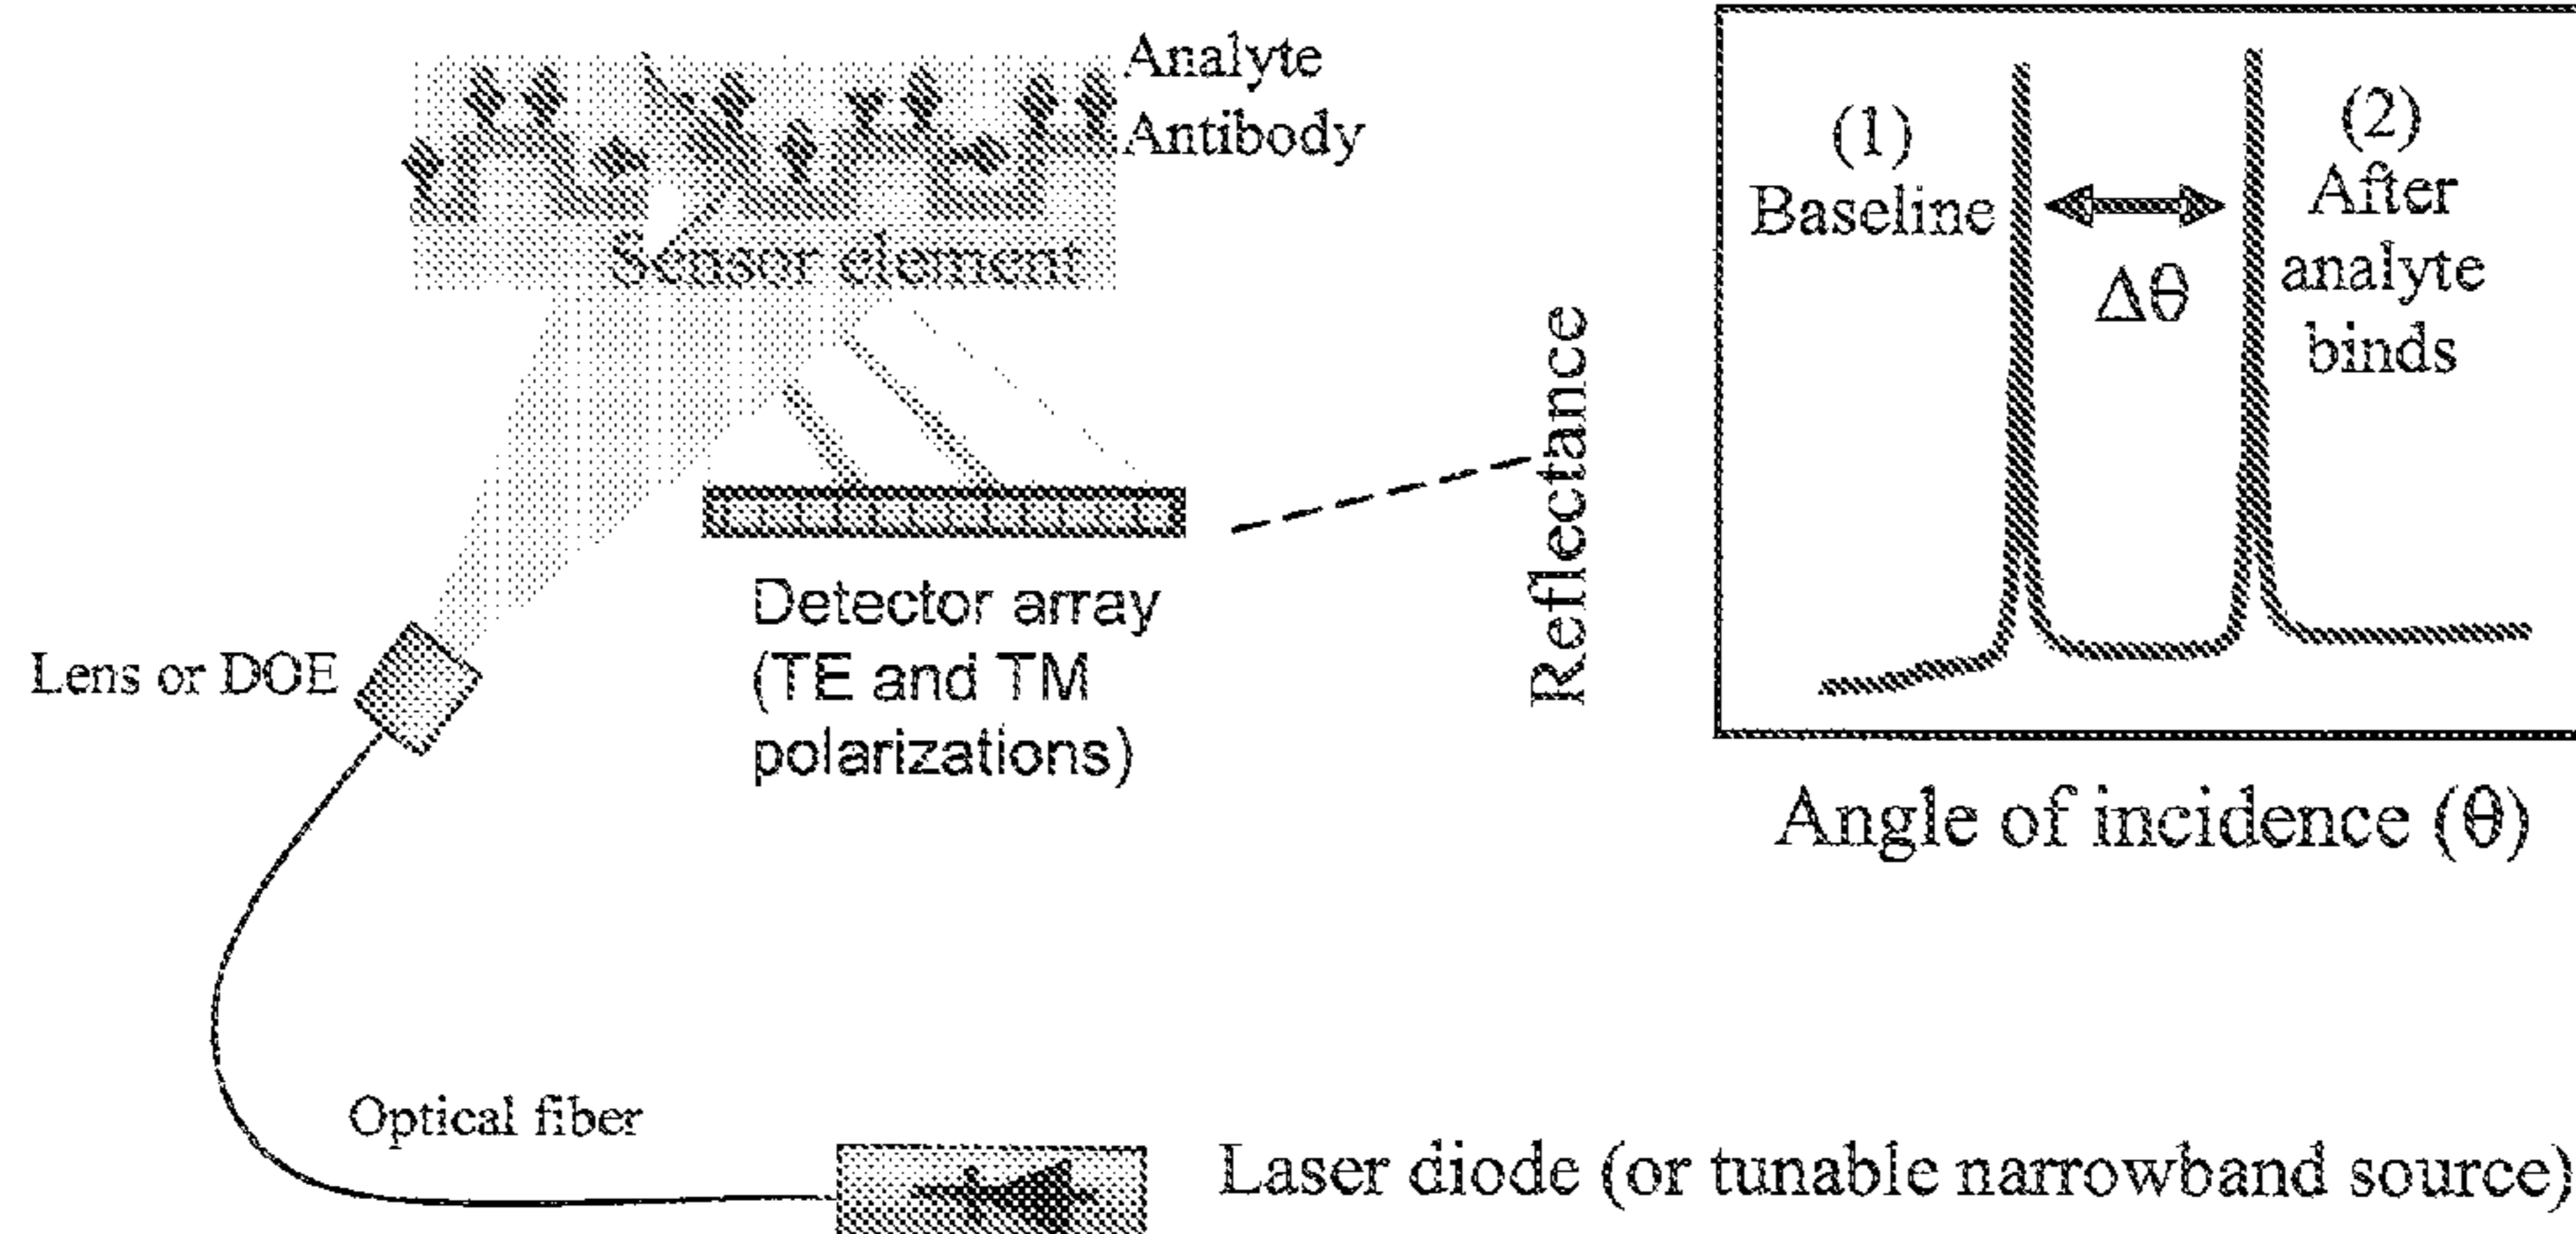 Analyte
Antibody
Sensor element
Lens or DOE
Detector array
(TE and TM
polarizations)
Optical fiber
Laser diode (or tunable narrowband source)
Reflectance
(1)
Baseline
Δθ
(2)
After
analyte
binds
Angle of incidence (θ)